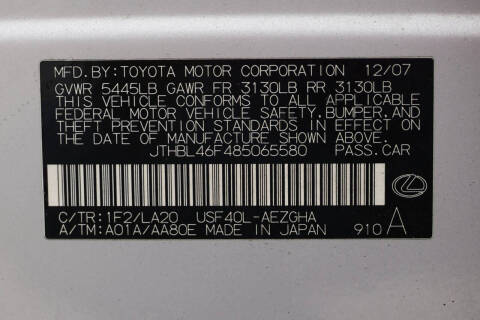 MFD.BY:TOYOTA MOTOR CORPORATION 12/07
GVWR 5445LB GAWR FR 3130LB RR 3130LB
THIS VEHICLE CONFORMS TO ALL APPLICABLE
FEDERAL MOTOR VEHICLE SAFETY,BUMPER,AND
THEFT PREVENTION STANDARDS IN EFFECT ON
THE DATE OF MANUFACTURE SHOWN ABOVE.
JTHBL46F485065580 PASS.CAR
C/TR:1F2/LA20 USF40L-AEZGHA
A/TM:A01A/AA80E MADE IN JAPAN 910 A